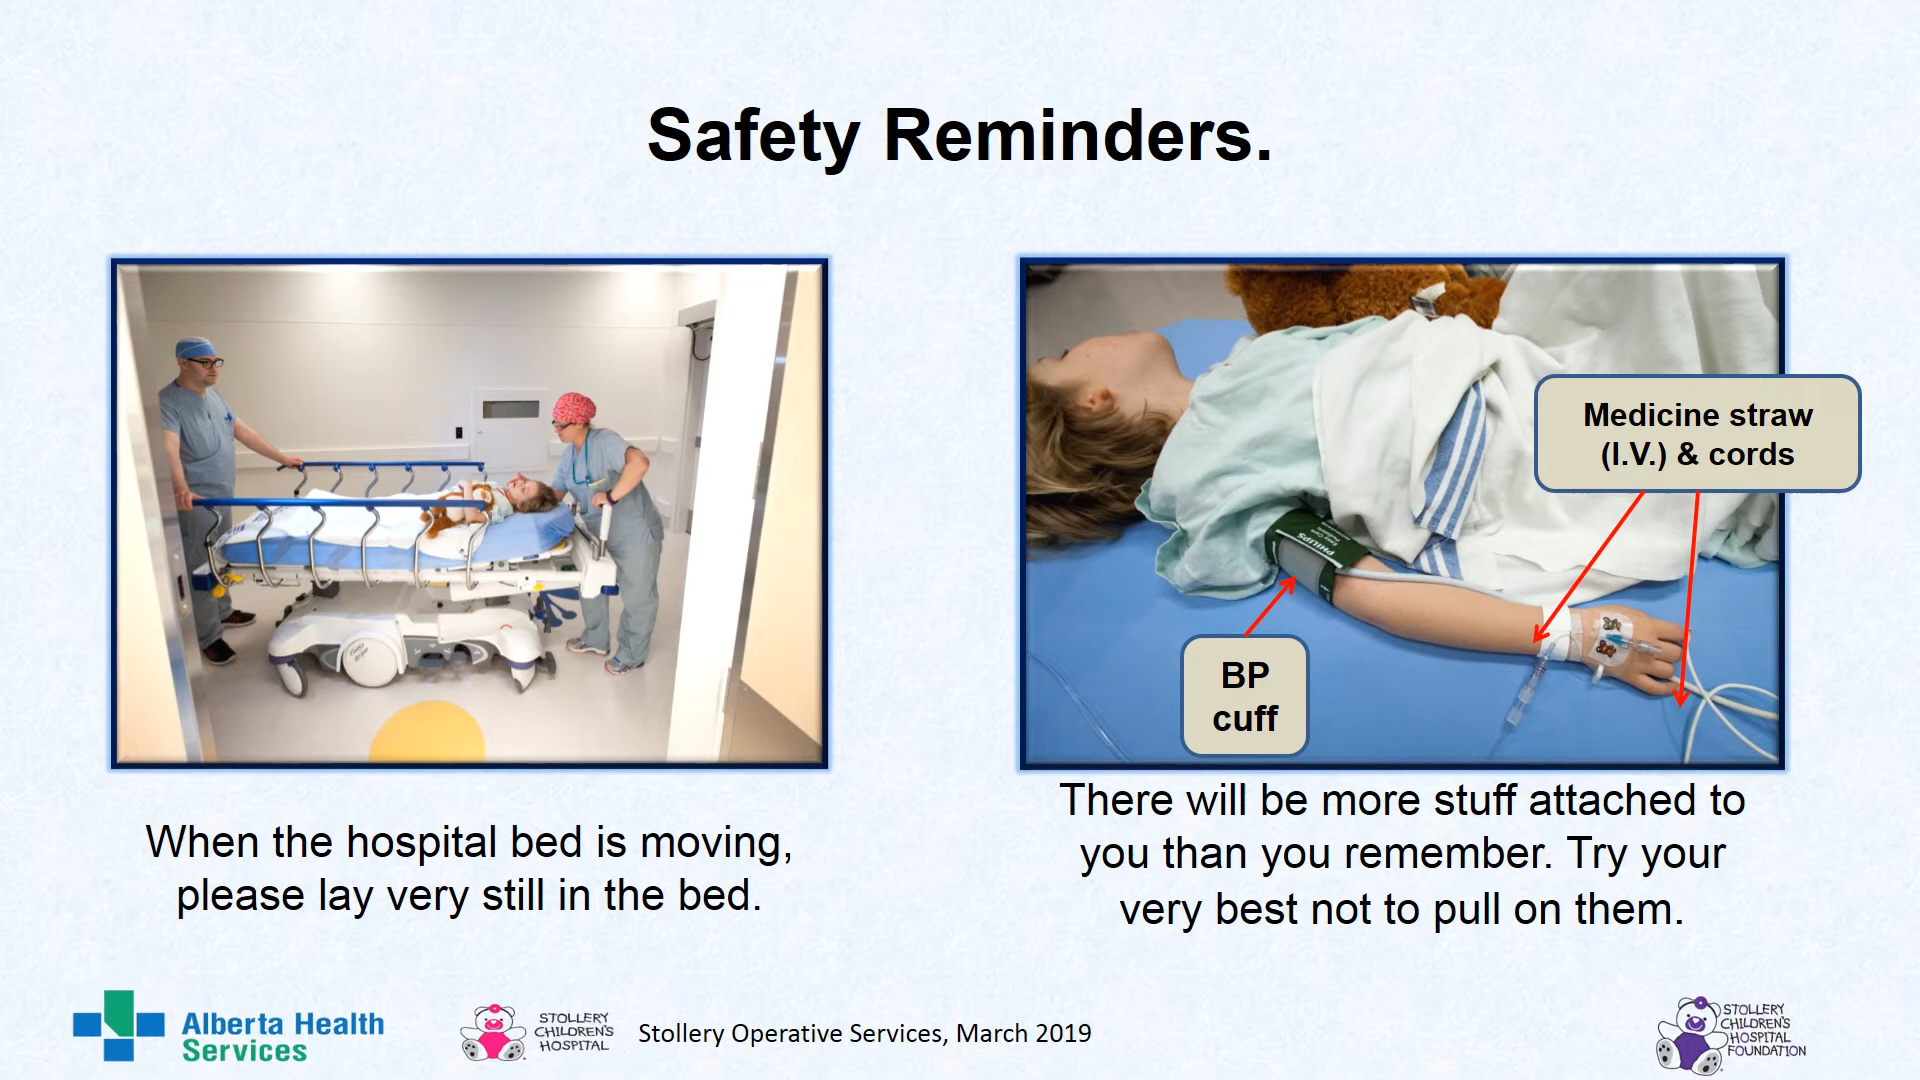 Safety Reminders.
Medicine straw
(I.V.) & cords
PHILIPS
BP
cuff
When the hospital bed is moving,
please lay very still in the bed.
There will be more stuff attached to
you than you remember. Try your
very best not to pull on them.
Alberta Health
Services
STOLLERY
CHILDREN'S
HOSPITAL
Stollery Operative Services, March 2019
STOLLERY
CHILDREN'S
HOSPITAL
FOUNDATION